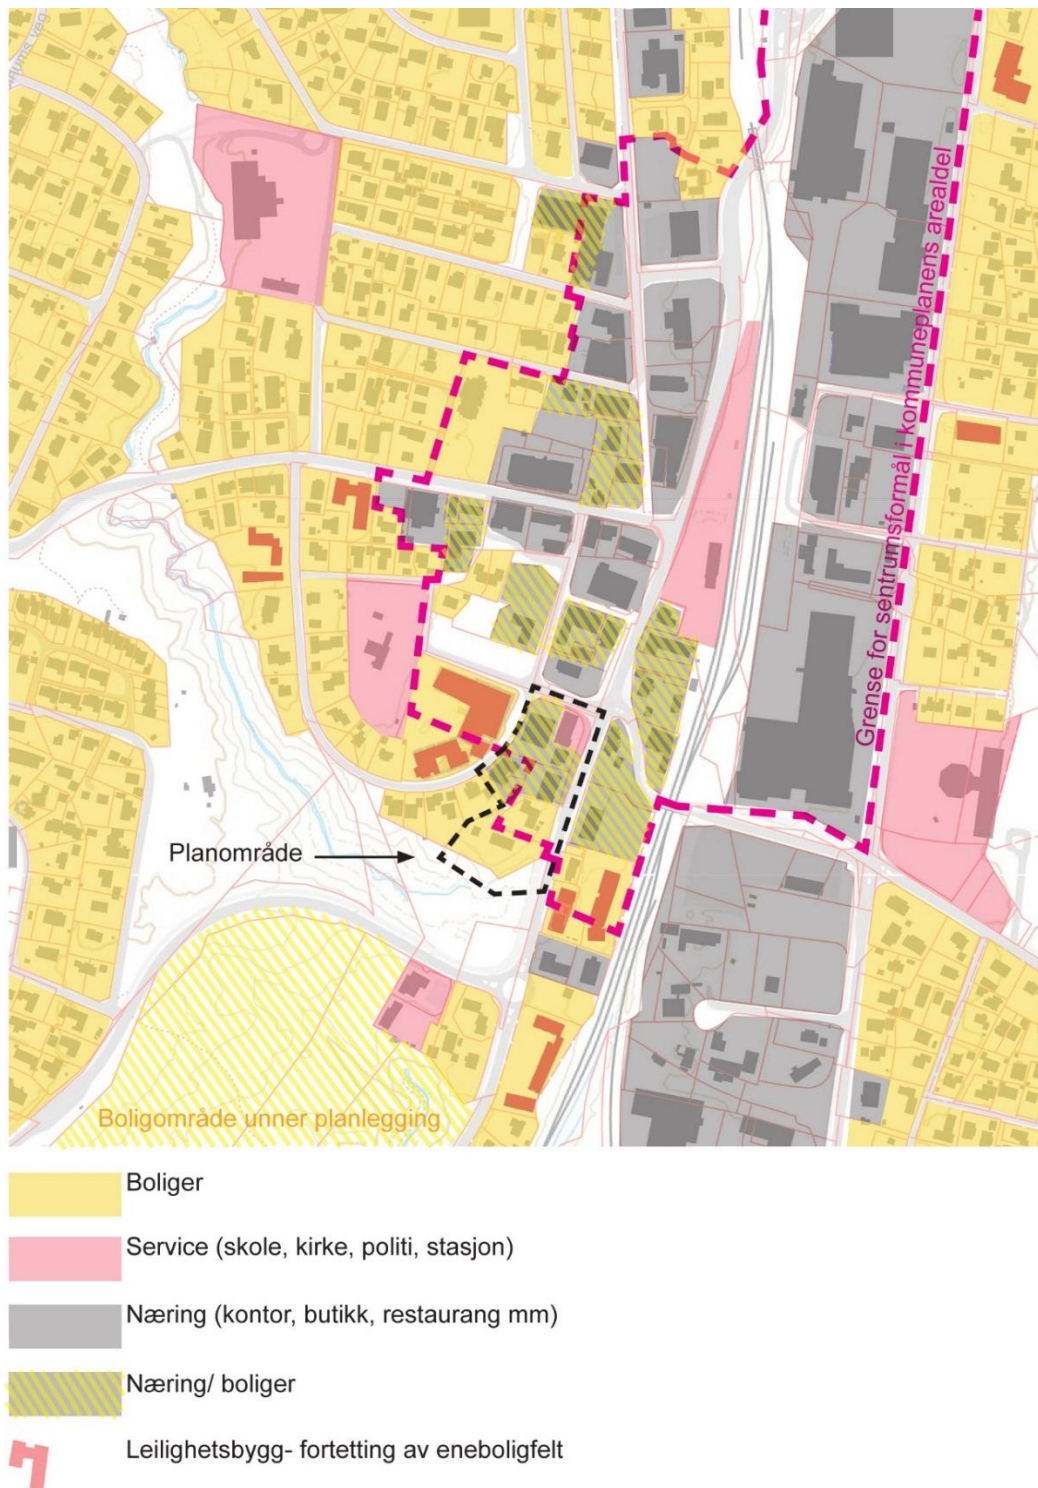 Grense for sentrumsformål i kommuneplanens arealdel
Planområde
Boligområde unner planlegging
Boliger
Service (skole, kirke, politi, stasjon)
Næring (kontor, butikk, restaurang mm)
Næring/ boliger
Leilighetsbygg- fortetting av eneboligfelt